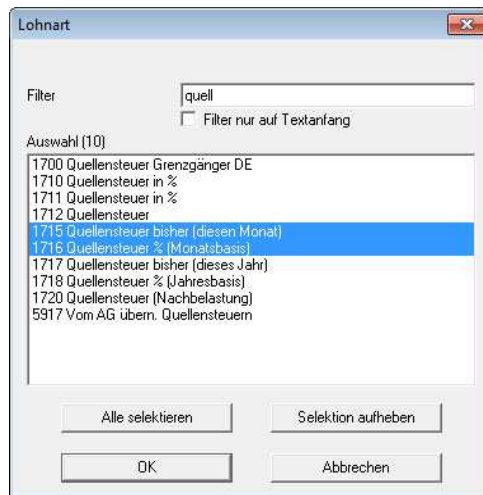 Lohnart
Filter
quell
Filter nur auf Textanfang
Auswahl (10)
1700 Quellensteuer Grenzgänger DE
1710 Quellensteuer in %
1711 Quellensteuer in %
1712 Quellensteuer
1715 Quellensteuer bisher (diesen Monat)
1716 Quellensteuer % (Monatsbasis)
1717 Quellensteuer bisher (dieses Jahr)
1718 Quellensteuer % (Jahresbasis)
1720 Quellensteuer (Nachbelastung)
5917 Vom AG übern. Quellensteuern
Alle selektieren
Selektion aufheben
OK
Abbrechen